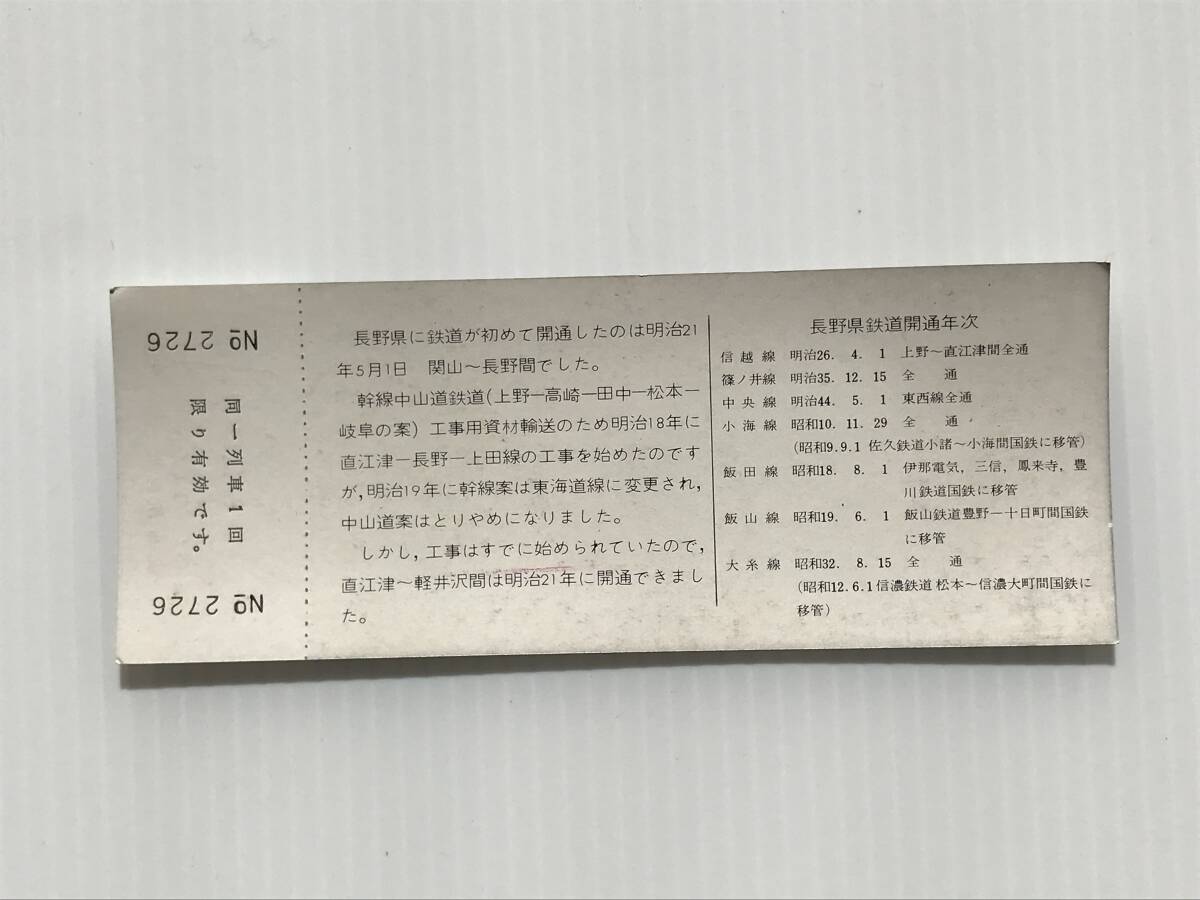 № 2726
同一列車1回
限り有効です。
№ 2726
長野県に鉄道が初めて開通したのは明治21
年5月1日　関山〜長野間でした。
幹線中山道鉄道(上野ー高崎ー田中ー松本ー
岐阜の案) 工事用資材輸送のため明治18年に
直江津ー長野ー上田線の工事を始めたのです
が,明治19年に幹線案は東海道線に変更され,
中山道案はとりやめになりました。
しかし,工事はすでに始められていたので,
直江津〜軽井沢間は明治21年に開通できまし
た。
長野県鉄道開通年次
信越線 明治26. 4. 1 上野〜直江津間全通
篠ノ井線 明治35. 12. 15 全　通
中央線 明治44. 5. 1 東西線全通
小海線 昭和10. 11. 29 全　通
(昭和9.9.1 佐久鉄道小諸〜小海間国鉄に移管)
飯田線 昭和18. 8. 1 伊那電気, 三信, 鳳来寺, 豊
川鉄道国鉄に移管
飯山線 昭和19. 6. 1 飯山鉄道豊野ー十日町間国鉄
に移管
大糸線 昭和32. 8. 15 全　通
(昭和12.6.1 信濃鉄道 松本〜信濃大町間国鉄に
移管)